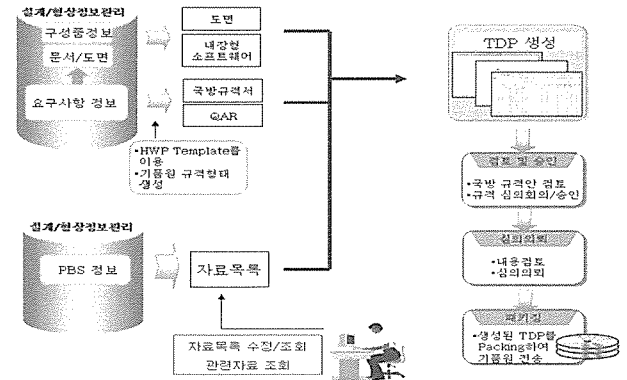 설계/형상정보관리
구성품정보
문서/도면
요구사항 정보
도면
내장형
소프트웨어
국방규격서
QAR
•HWP Template를
이용
•기품원 규격형태
생성
설계/형상정보관리
PBS 정보
자료목록
자료목록 수정/조회
관련자료 조회
TDP 생성
검토 및 승인
•국방 규격안 검토
•규격 심의회의/승인
심의의뢰
•내용검토
•심의의뢰
패키징
•생성된 TDP를
Packing하여
기품원 전송